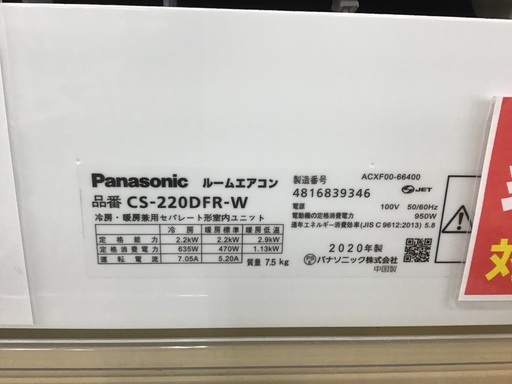 Panasonic ルームエアコン
品番 CS-220DFR-W
冷房・暖房兼用セパレート形室内ユニット
冷房 暖房標準 暖房低温
定格能力 2.2kW 2.2kW 2.9kW
定格消費電力 635W 470W 1.13kW
運転電流 7.05A 5.20A
質量 7.5kg
ACXF00-66400
製造番号
4816839346
JET
電源 100V 50/60Hz
電動機の定格消費電力 950W
通年エネルギー消費効率(JIS C 9612:2013) 5.8
2020年製
パナソニック株式会社
中国製
対